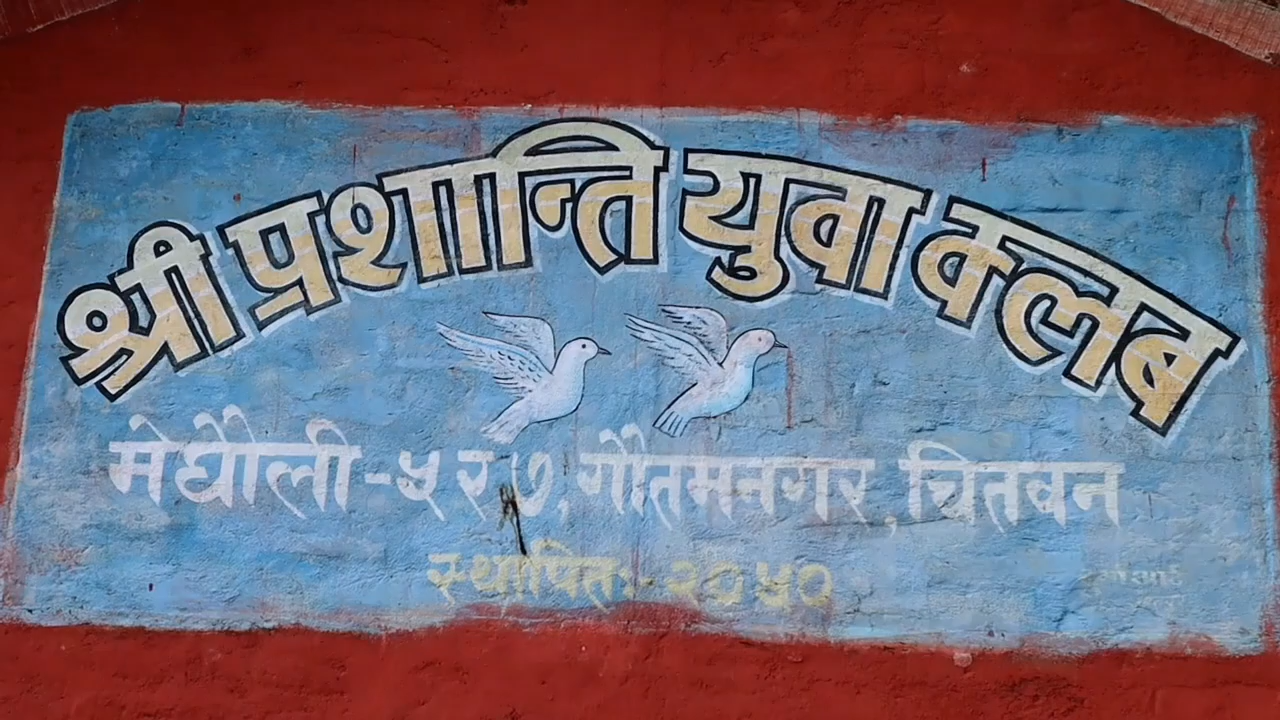 श्री प्रशान्ति युवा क्लब
मेघौली-५ र ७, गौतमनगर, चितवन
स्थापित:- २०५०